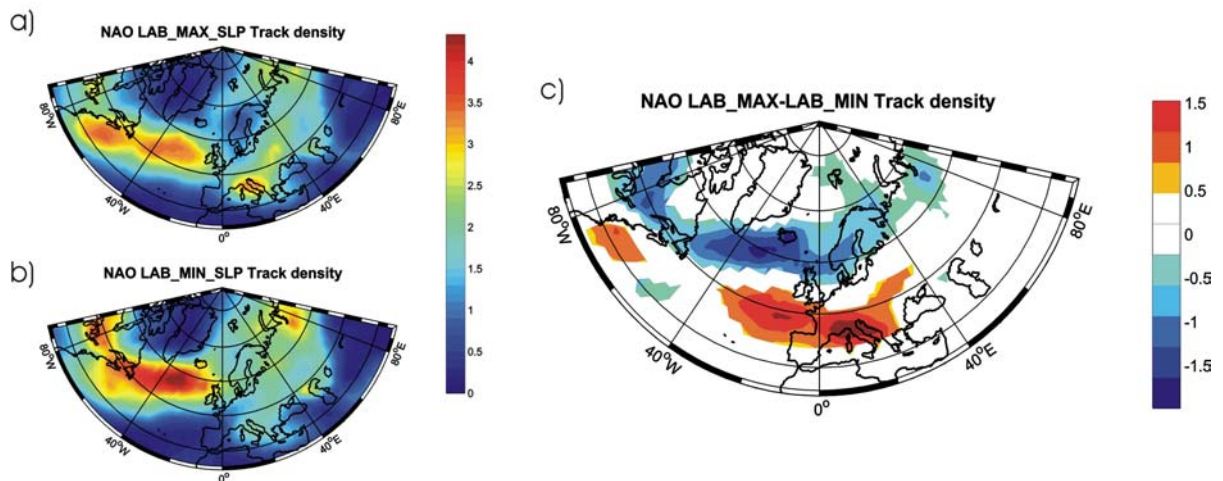 a)
NAO LAB_MAX_SLP Track density
80°W
40°W
0°
40°E
80°E
4
3.5
3
2.5
2
1.5
1
0.5
0
b)
NAO LAB_MIN_SLP Track density
80°W
40°W
0°
40°E
80°E
c)
NAO LAB_MAX-LAB_MIN Track density
80°W
40°W
0°
40°E
80°E
1.5
1
0.5
0
-0.5
-1
-1.5